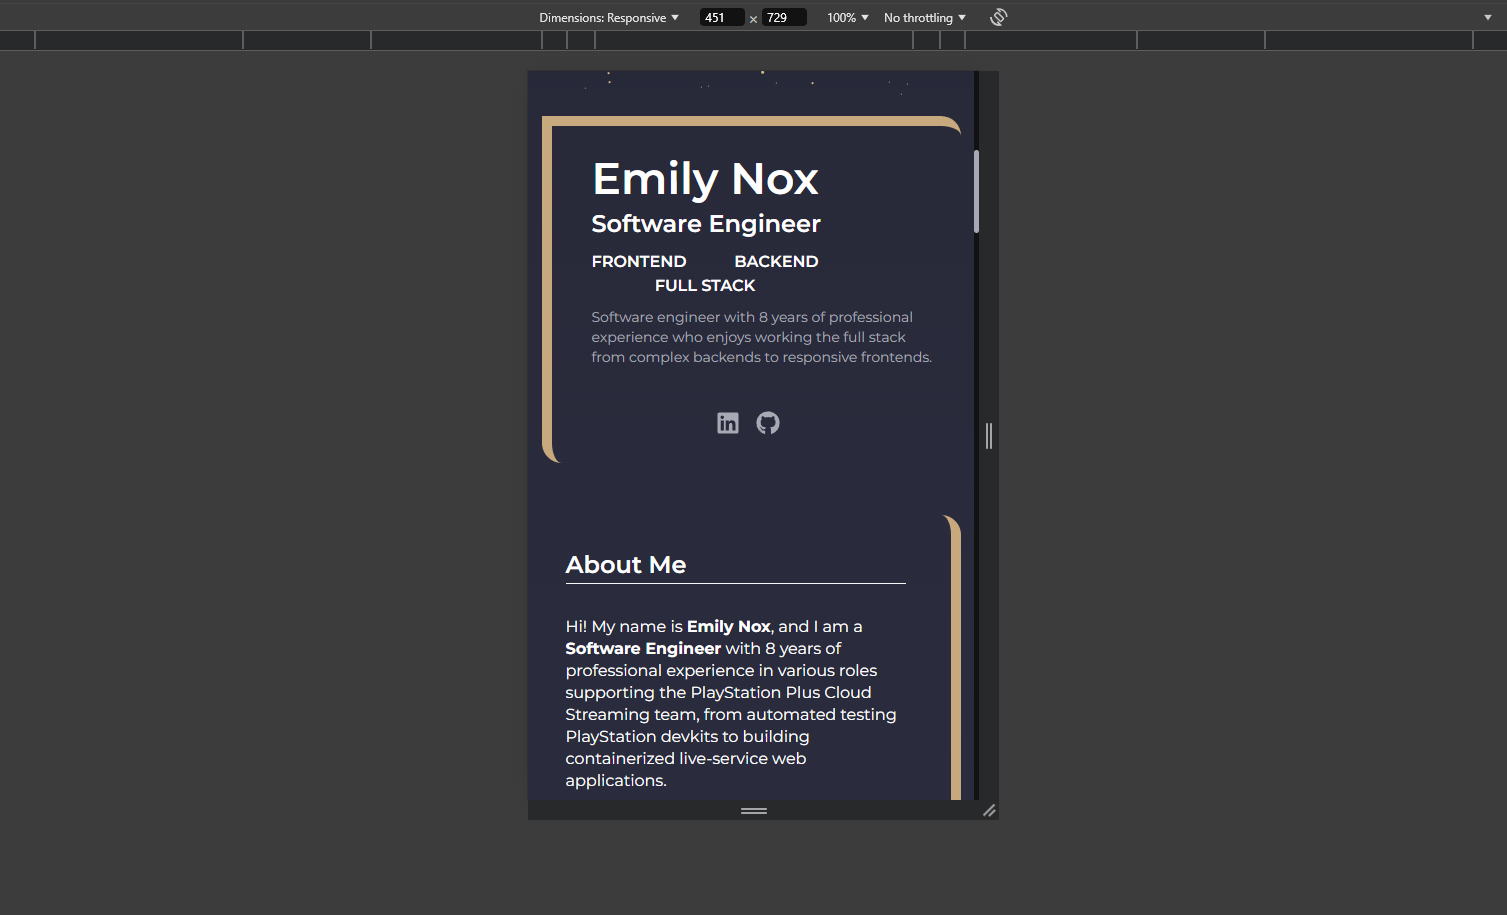 Dimensions: Responsive 451 × 729 100% No throttling
Emily Nox
Software Engineer
FRONTEND BACKEND
FULL STACK
Software engineer with 8 years of professional
experience who enjoys working the full stack
from complex backends to responsive frontends.
in
About Me
Hi! My name is Emily Nox, and I am a
Software Engineer with 8 years of
professional experience in various roles
supporting the PlayStation Plus Cloud
Streaming team, from automated testing
PlayStation devkits to building
containerized live-service web
applications.